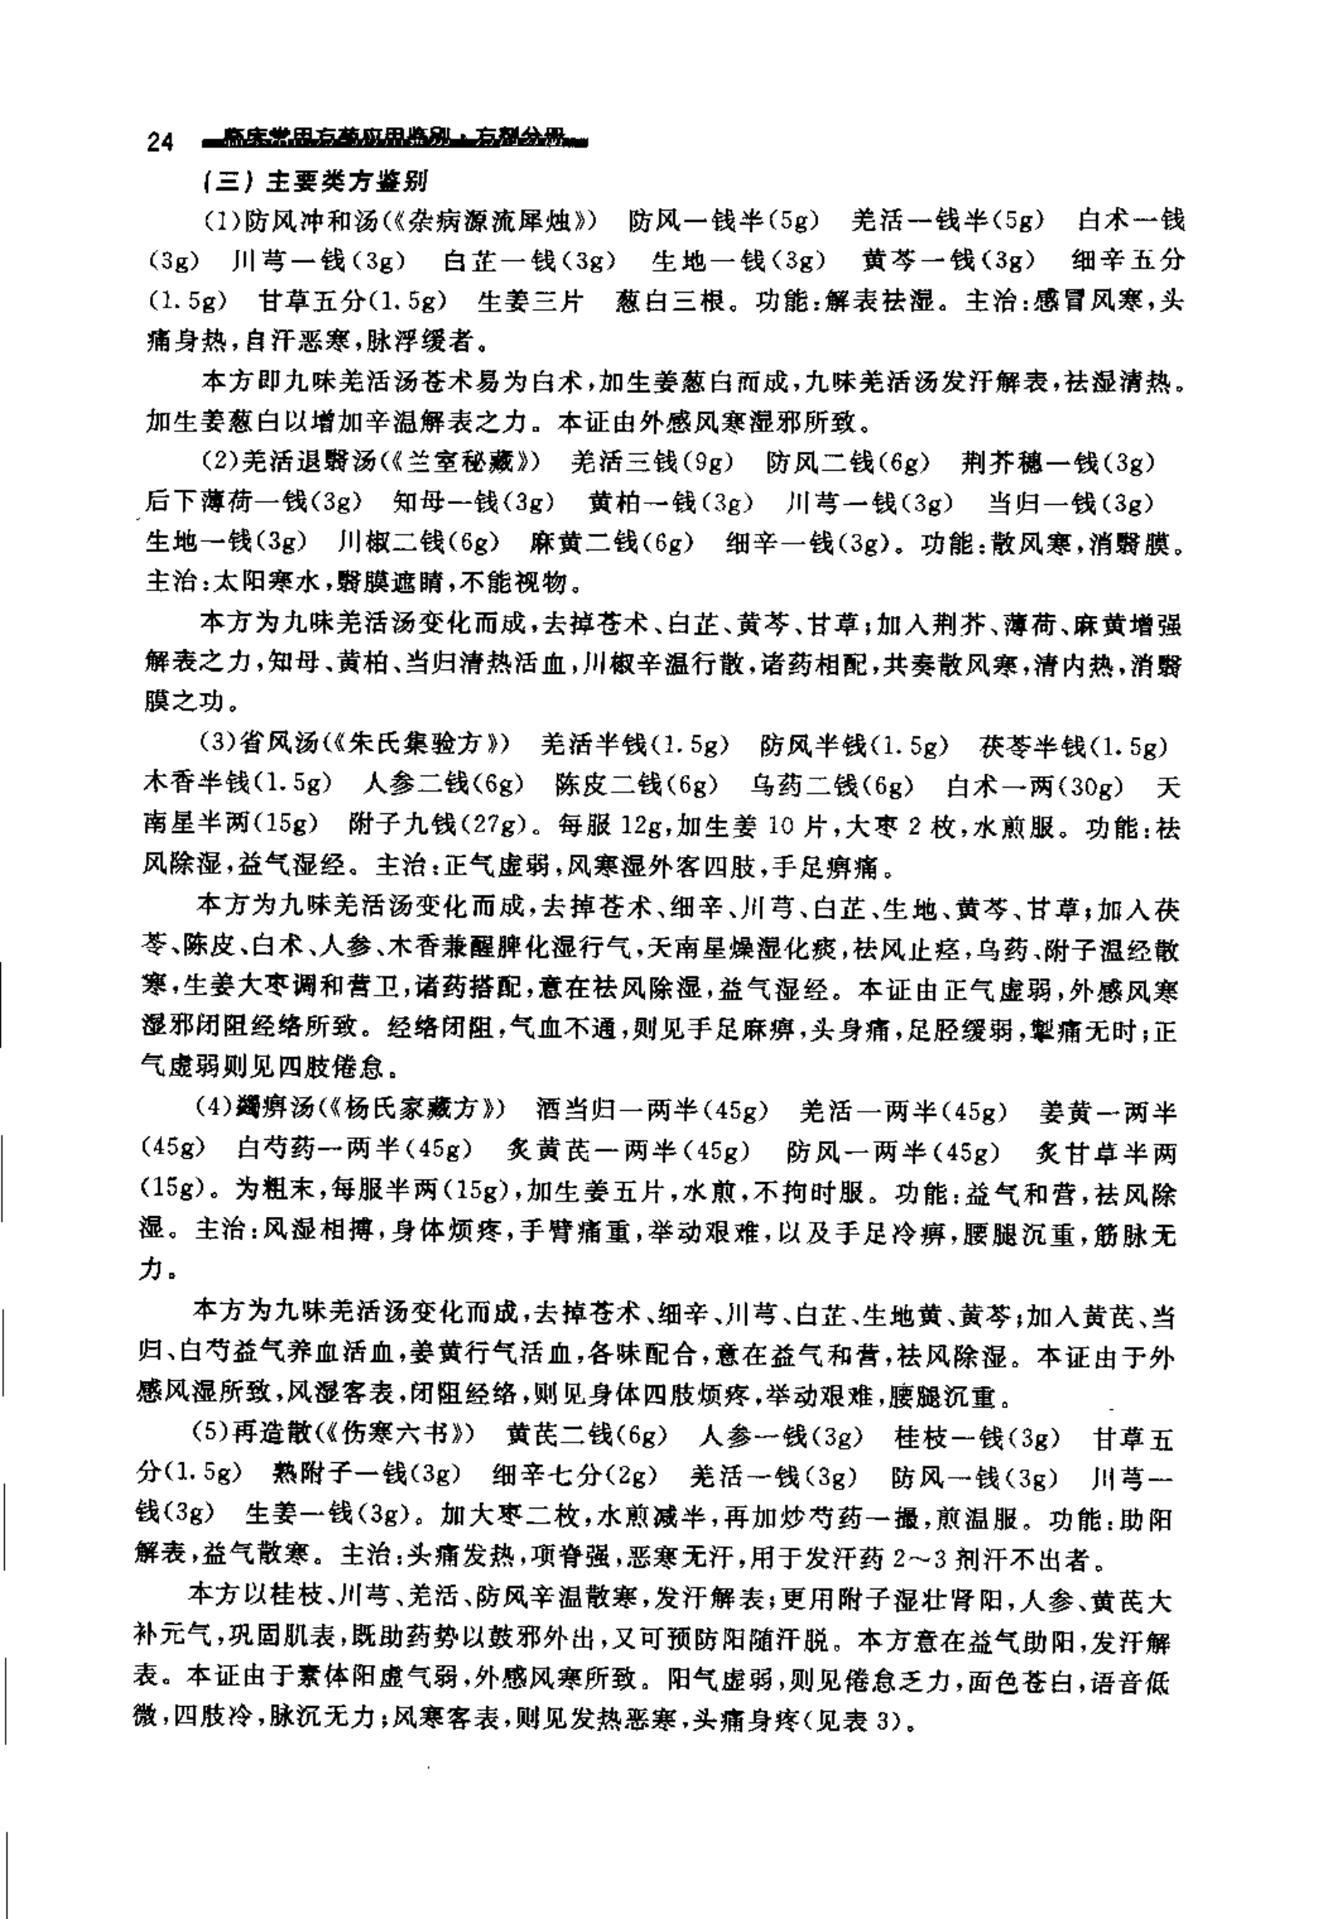 24 临床常用方药应用鉴别·方剂分册
(三) 主要类方鉴别
(1)防风冲和汤(《杂病源流犀烛》) 防风一钱半(5g) 羌活一钱半(5g) 白术一钱
(3g) 川芎一钱(3g) 白芷一钱(3g) 生地一钱(3g) 黄芩一钱(3g) 细辛五分
(1.5g) 甘草五分(1.5g) 生姜三片 葱白三根。功能:解表祛湿。主治:感冒风寒,头
痛身热,自汗恶寒,脉浮缓者。
本方即九味羌活汤苍术易为白术,加生姜葱白而成,九味羌活汤发汗解表,祛湿清热。
加生姜葱白以增加辛温解表之力。本证由外感风寒湿邪所致。
(2)羌活退翳汤(《兰室秘藏》) 羌活三钱(9g) 防风二钱(6g) 荆芥穗一钱(3g)
后下薄荷一钱(3g) 知母一钱(3g) 黄柏一钱(3g) 川芎一钱(3g) 当归一钱(3g)
生地一钱(3g) 川椒二钱(6g) 麻黄二钱(6g) 细辛一钱(3g)。功能:散风寒,消翳膜。
主治:太阳寒水,翳膜遮睛,不能视物。
本方为九味羌活汤变化而成,去掉苍术、白芷、黄芩、甘草;加入荆芥、薄荷、麻黄增强
解表之力,知母、黄柏、当归清热活血,川椒辛温行散,诸药相配,共奏散风寒,清内热,消翳
膜之功。
(3)省风汤(《朱氏集验方》) 羌活半钱(1.5g) 防风半钱(1.5g) 茯苓半钱(1.5g)
木香半钱(1.5g) 人参二钱(6g) 陈皮二钱(6g) 乌药二钱(6g) 白术一两(30g) 天
南星半两(15g) 附子九钱(27g)。每服 12g,加生姜 10 片,大枣 2 枚,水煎服。功能:祛
风除湿,益气湿经。主治:正气虚弱,风寒湿外客四肢,手足痹痛。
本方为九味羌活汤变化而成,去掉苍术、细辛、川芎、白芷、生地、黄芩、甘草;加入茯
苓、陈皮、白术、人参、木香兼醒脾化湿行气,天南星燥湿化痰,祛风止痉,乌药、附子温经散
寒,生姜大枣调和营卫,诸药搭配,意在祛风除湿,益气湿经。本证由正气虚弱,外感风寒
湿邪闭阻经络所致。经络闭阻,气血不通,则见手足麻痹,头身痛,足胫缓弱,掣痛无时;正
气虚弱则见四肢倦怠。
(4)蠲痹汤(《杨氏家藏方》) 酒当归一两半(45g) 羌活一两半(45g) 姜黄一两半
(45g) 白芍药一两半(45g) 炙黄芪一两半(45g) 防风一两半(45g) 炙甘草半两
(15g)。为粗末,每服半两(15g),加生姜五片,水煎,不拘时服。功能:益气和营,祛风除
湿。主治:风湿相搏,身体烦疼,手臂痛重,举动艰难,以及手足冷痹,腰腿沉重,筋脉无
力。
本方为九味羌活汤变化而成,去掉苍术、细辛、川芎、白芷、生地黄、黄芩;加入黄芪、当
归、白芍益气养血活血,姜黄行气活血,各味配合,意在益气和营,祛风除湿。本证由于外
感风湿所致,风湿客表,闭阻经络,则见身体四肢烦疼,举动艰难,腰腿沉重。
(5)再造散(《伤寒六书》) 黄芪二钱(6g) 人参一钱(3g) 桂枝一钱(3g) 甘草五
分(1.5g) 熟附子一钱(3g) 细辛七分(2g) 羌活一钱(3g) 防风一钱(3g) 川芎一
钱(3g) 生姜一钱(3g)。加大枣二枚,水煎减半,再加炒芍药一撮,煎温服。功能:助阳
解表,益气散寒。主治:头痛发热,项脊强,恶寒无汗,用于发汗药 2～3 剂汗不出者。
本方以桂枝、川芎、羌活、防风辛温散寒,发汗解表;更用附子湿壮肾阳,人参、黄芪大
补元气,巩固肌表,既助药势以鼓邪外出,又可预防阳随汗脱。本方意在益气助阳,发汗解
表。本证由于素体阳虚气弱,外感风寒所致。阳气虚弱,则见倦怠乏力,面色苍白,语音低
微,四肢冷,脉沉无力;风寒客表,则见发热恶寒,头痛身疼(见表 3)。